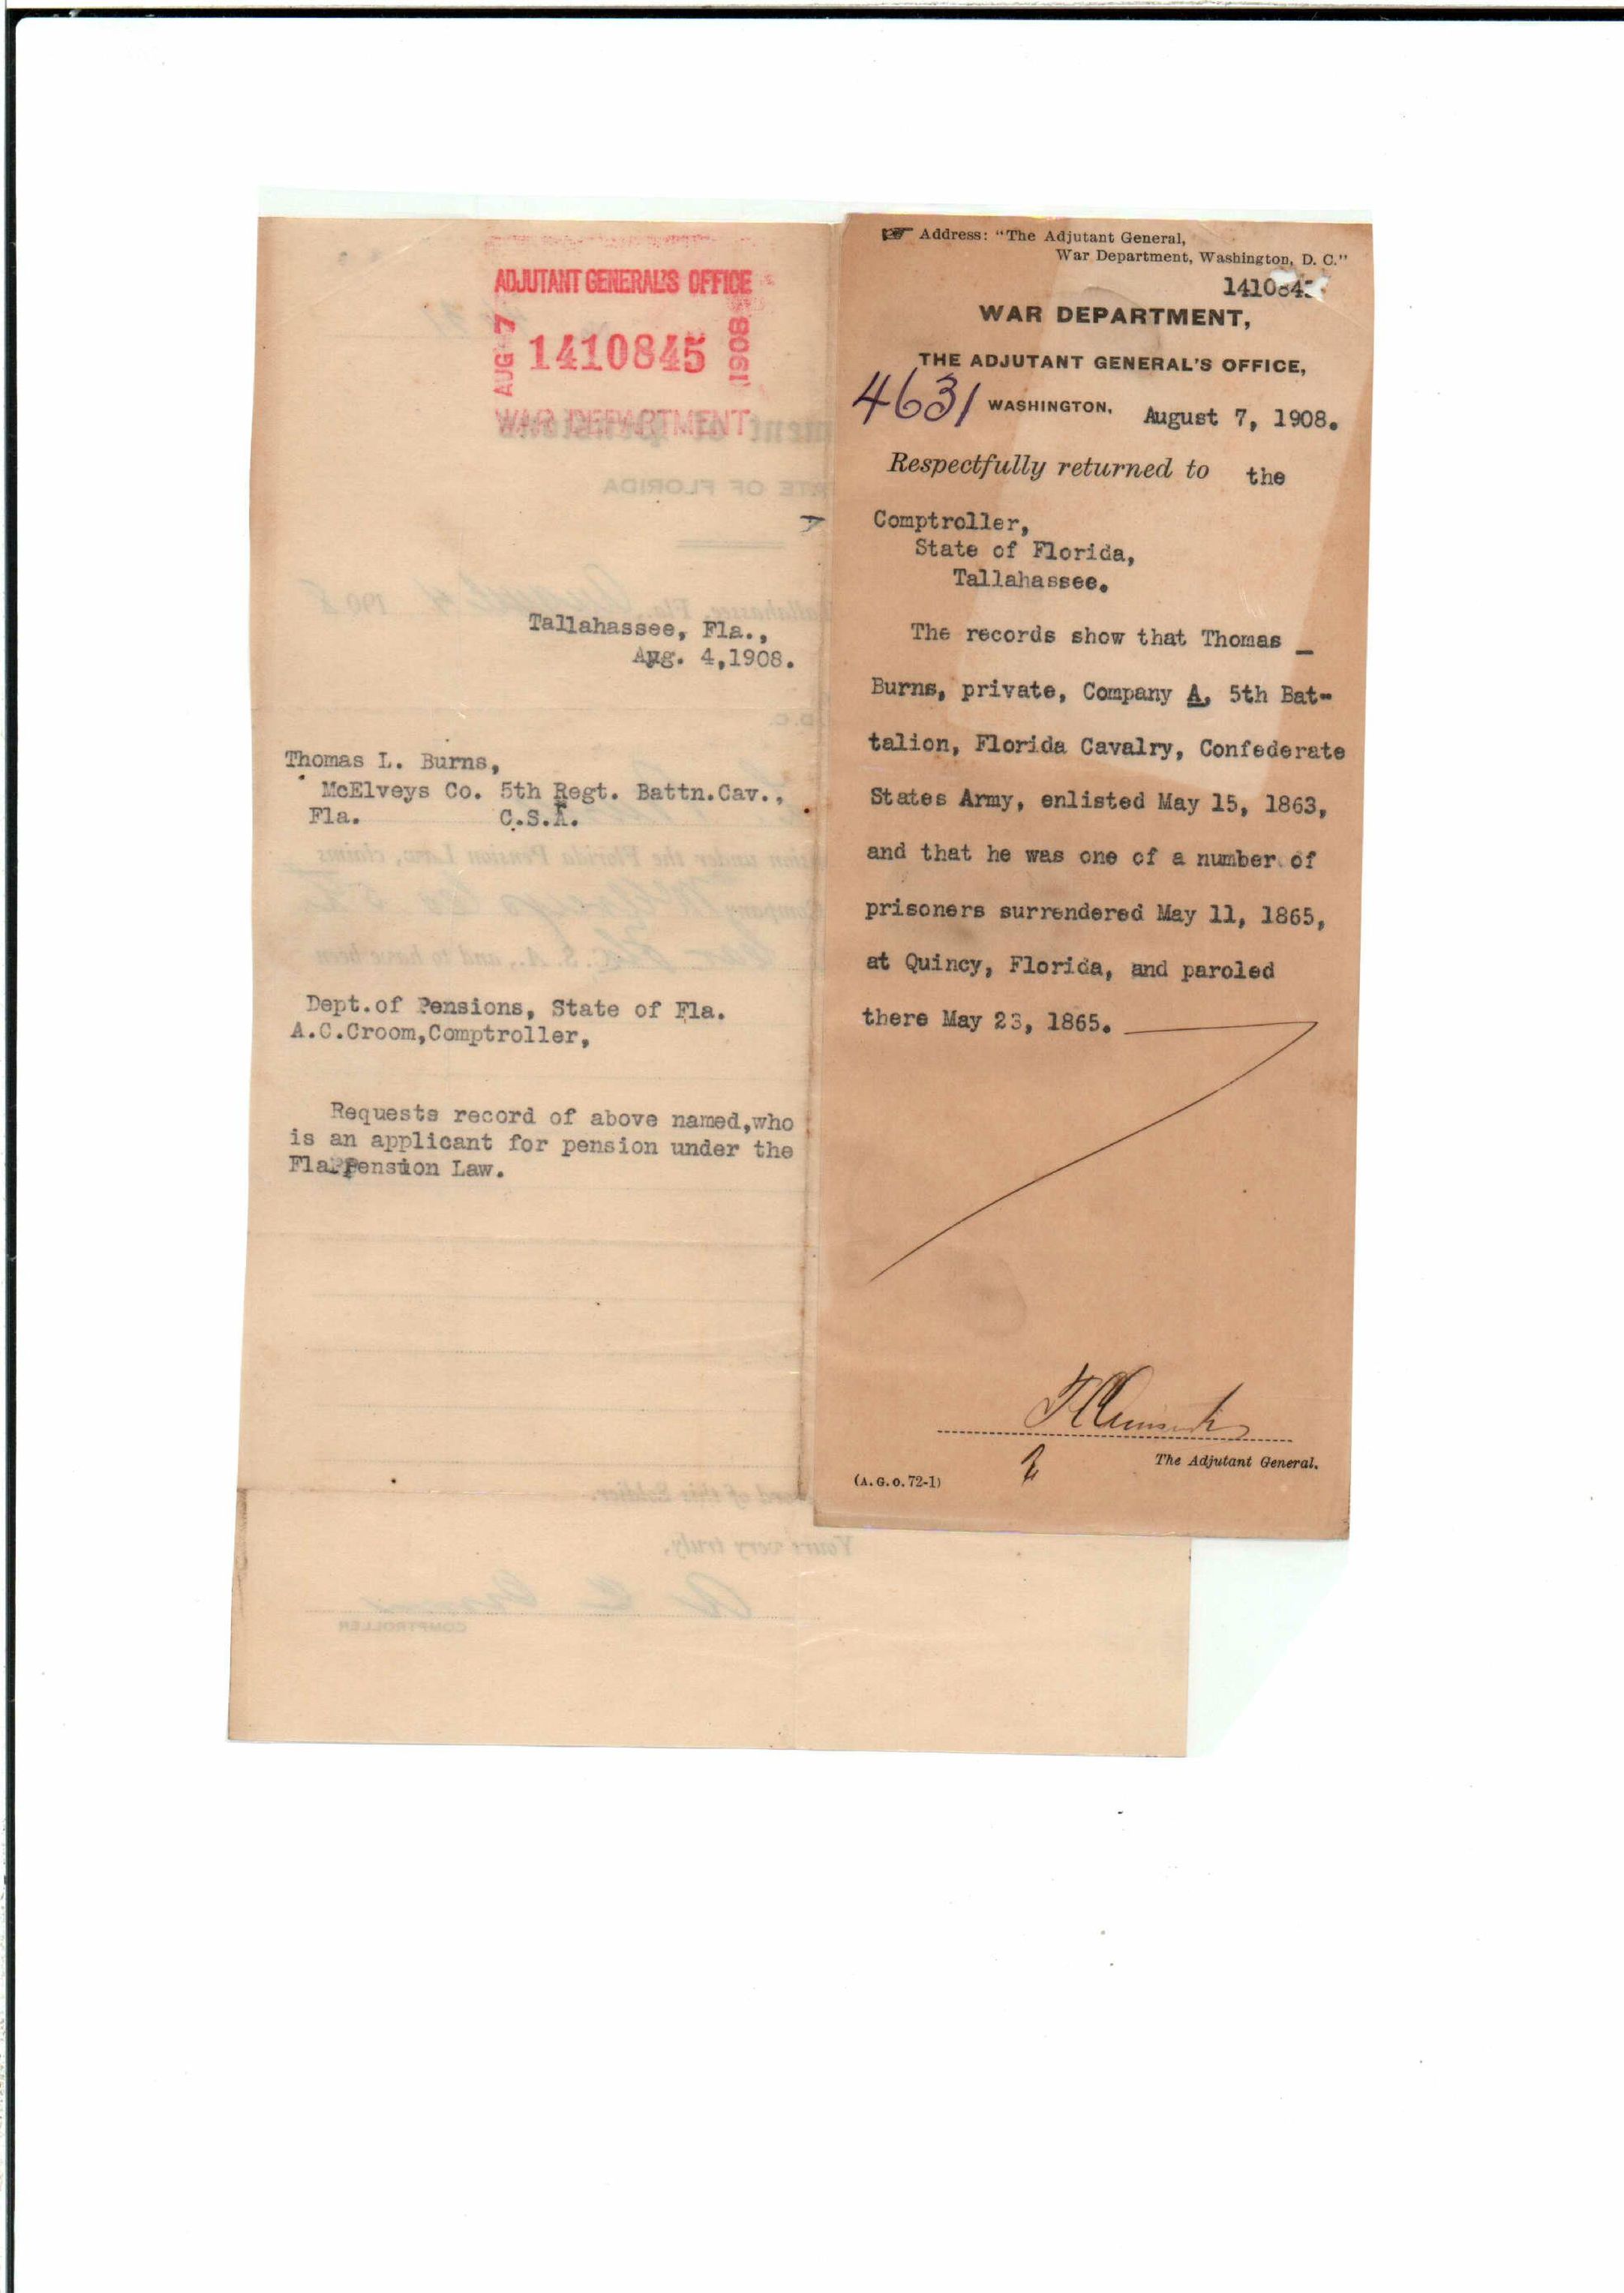 ADJUTANT GENERAL'S OFFICE
AUG -7
1410845
1908
WAR DEPARTMENT
Tallahassee, Fla.,
Aug. 4,1908.
Thomas L. Burns,
McElveys Co. 5th Regt. Battn.Cav.,
Fla. C.S.A.
Dept.of Pensions, State of Fla.
A.C.Croom,Comptroller,
Requests record of above named,who
is an applicant for pension under the
Fla Pension Law.
Address: "The Adjutant General,
War Department, Washington, D. C."
141084
WAR DEPARTMENT,
THE ADJUTANT GENERAL'S OFFICE,
4631 WASHINGTON, August 7, 1908.
Respectfully returned to the
Comptroller,
State of Florida,
Tallahassee.
The records show that Thomas _
Burns, private, Company A, 5th Bat-
talion, Florida Cavalry, Confederate
States Army, enlisted May 15, 1863,
and that he was one of a number of
prisoners surrendered May 11, 1865,
at Quincy, Florida, and paroled
there May 23, 1865.
The Adjutant General.
(A.G.O. 72-1)